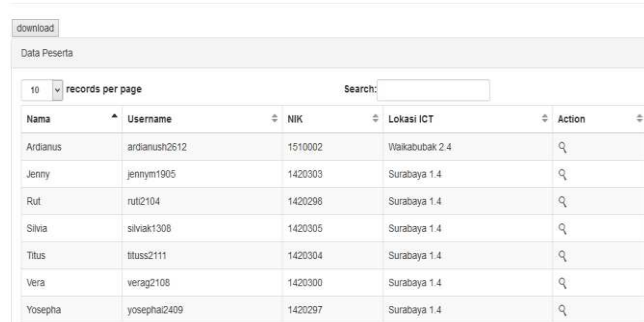 download
Data Peserta
10 records per page Search:
Nama Username NIK Lokasi ICT Action
Ardianus ardianush2612 1510002 Waikabubak 2.4
Jenny jennym1905 1420303 Surabaya 1.4
Rut ruti2104 1420298 Surabaya 1.4
Silvia silviak1308 1420305 Surabaya 1.4
Titus tituss2111 1420304 Surabaya 1.4
Vera verag2108 1420300 Surabaya 1.4
Yosepha yosephai2409 1420297 Surabaya 1.4